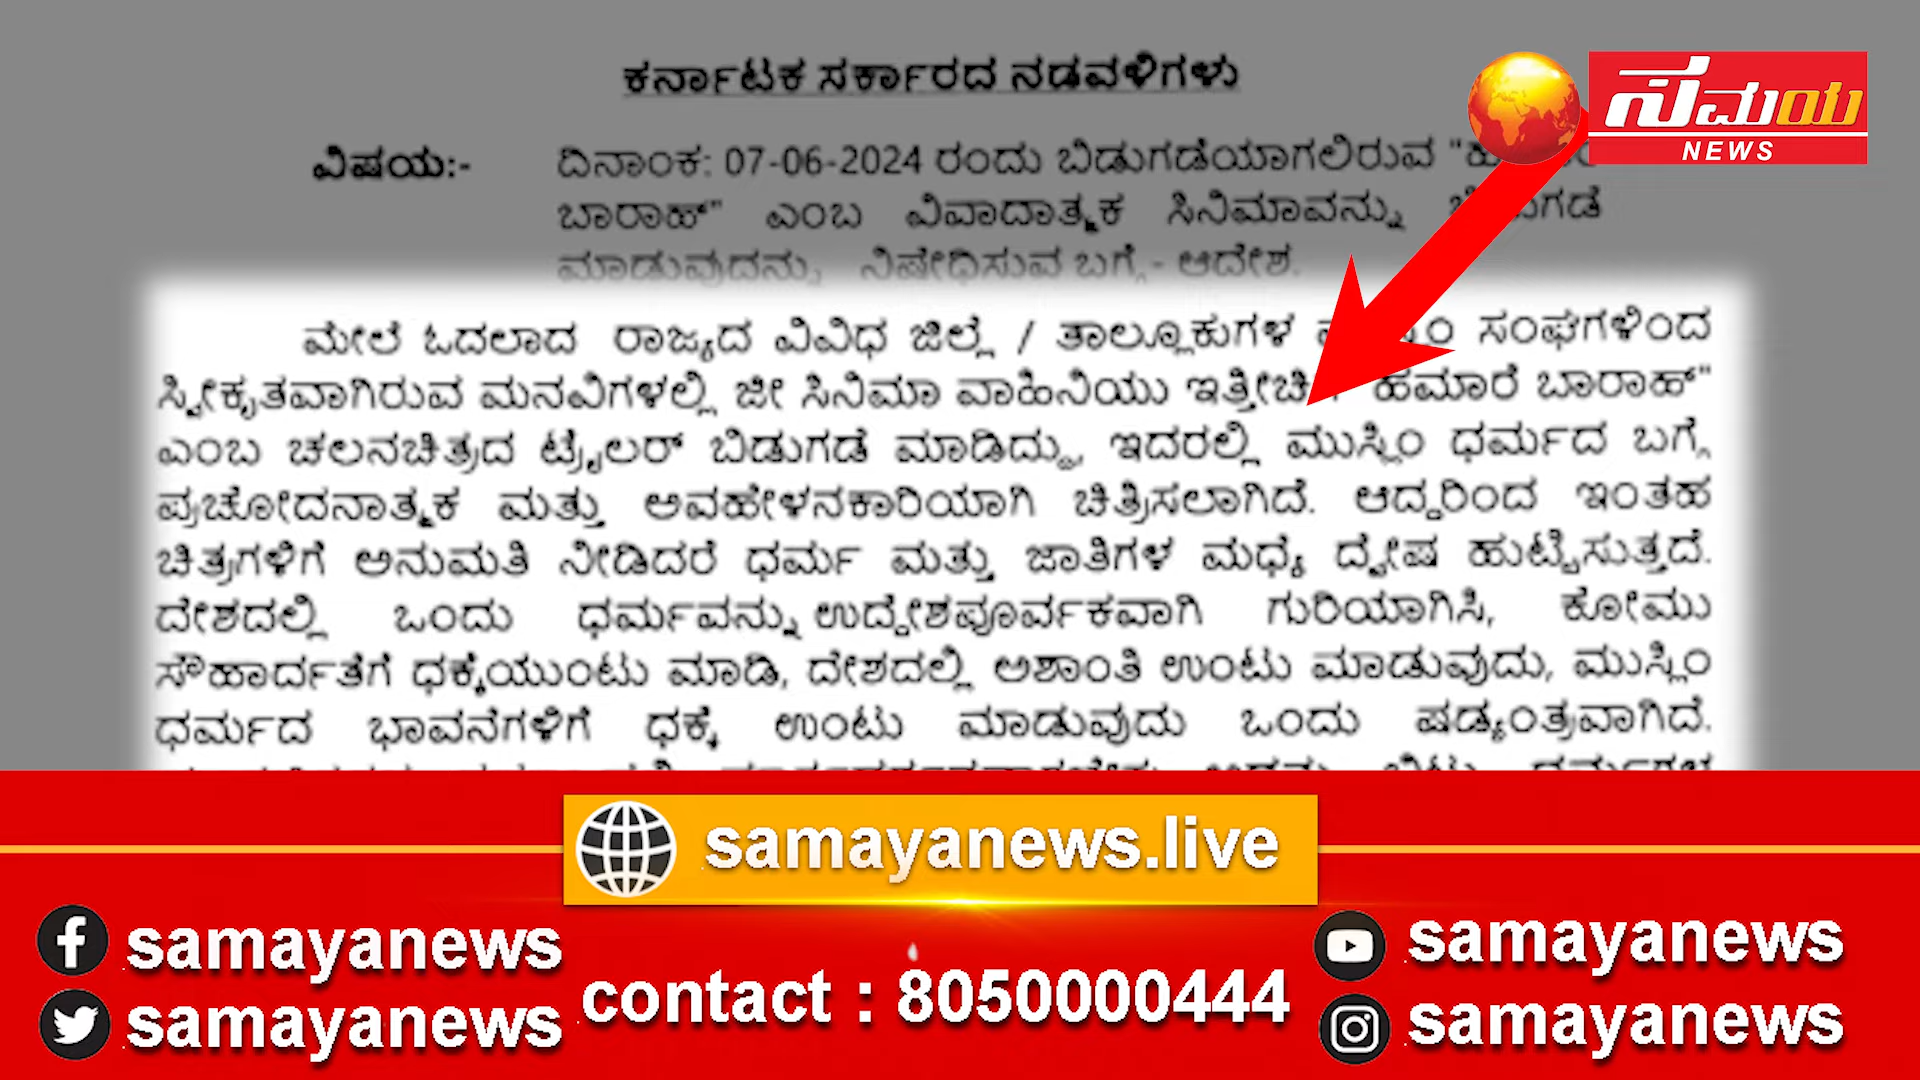 ಕರ್ನಾಟಕ ಸರ್ಕಾರದ ನಡವಳಿಗಳು
ಸಮಯ
NEWS
ವಿಷಯ:- ದಿನಾಂಕ: 07-06-2024 ರಂದು ಬಿಡುಗಡೆಯಾಗಲಿರುವ
ಬಾರಾಹ್" ಎಂಬ ವಿವಾದಾತ್ಮಕ ಸಿನಿಮಾವನ್ನು
ಮಾಡುವುದನ್ನು ನಿಷೇಧಿಸುವ ಬಗ್ಗೆ- ಆದೇಶ.
ಮೇಲೆ ಓದಲಾದ ರಾಜ್ಯದ ವಿವಿಧ ಜಿಲ್ಲೆ / ತಾಲ್ಲೂಕುಗಳ ಸಂಘಗಳಿಂದ
ಸ್ವೀಕೃತವಾಗಿರುವ ಮನವಿಗಳಲ್ಲಿ ಜೀ ಸಿನಿಮಾ ವಾಹಿನಿಯು ಹಮಾರೆ ಬಾರಾಹ್"
ಎಂಬ ಚಲನಚಿತ್ರದ ಟ್ರೈಲರ್ ಬಿಡುಗಡೆ ಮಾಡಿದ್ದು, ಇದರಲ್ಲಿ ಮುಸ್ಲಿಂ ಧರ್ಮದ ಬಗ್ಗೆ
ಪ್ರಚೋದನಾತ್ಮಕ ಮತ್ತು ಅವಹೇಳನಕಾರಿಯಾಗಿ ಚಿತ್ರಿಸಲಾಗಿದೆ. ಆದ್ದರಿಂದ ಇಂತಹ
ಚಿತ್ರಗಳಿಗೆ ಅನುಮತಿ ನೀಡಿದರೆ ಧರ್ಮ ಮತ್ತು ಜಾತಿಗಳ ಮಧ್ಯೆ ದ್ವೇಷ ಹುಟ್ಟಿಸುತ್ತದೆ.
ದೇಶದಲ್ಲಿ ಒಂದು ಧರ್ಮವನ್ನು ಉದ್ದೇಶಪೂರ್ವಕವಾಗಿ ಗುರಿಯಾಗಿಸಿ, ಕೋಮು
ಸೌಹಾರ್ದತೆಗೆ ಧಕ್ಕೆಯುಂಟು ಮಾಡಿ, ದೇಶದಲ್ಲಿ ಅಶಾಂತಿ ಉಂಟು ಮಾಡುವುದು, ಮುಸ್ಲಿಂ
ಧರ್ಮದ ಭಾವನೆಗಳಿಗೆ ಧಕ್ಕೆ ಉಂಟು ಮಾಡುವುದು ಒಂದು ಷಡ್ಯಂತ್ರವಾಗಿದೆ.
samayanews.live
samayanews
samayanews
contact : 8050000444
samayanews
samayanews